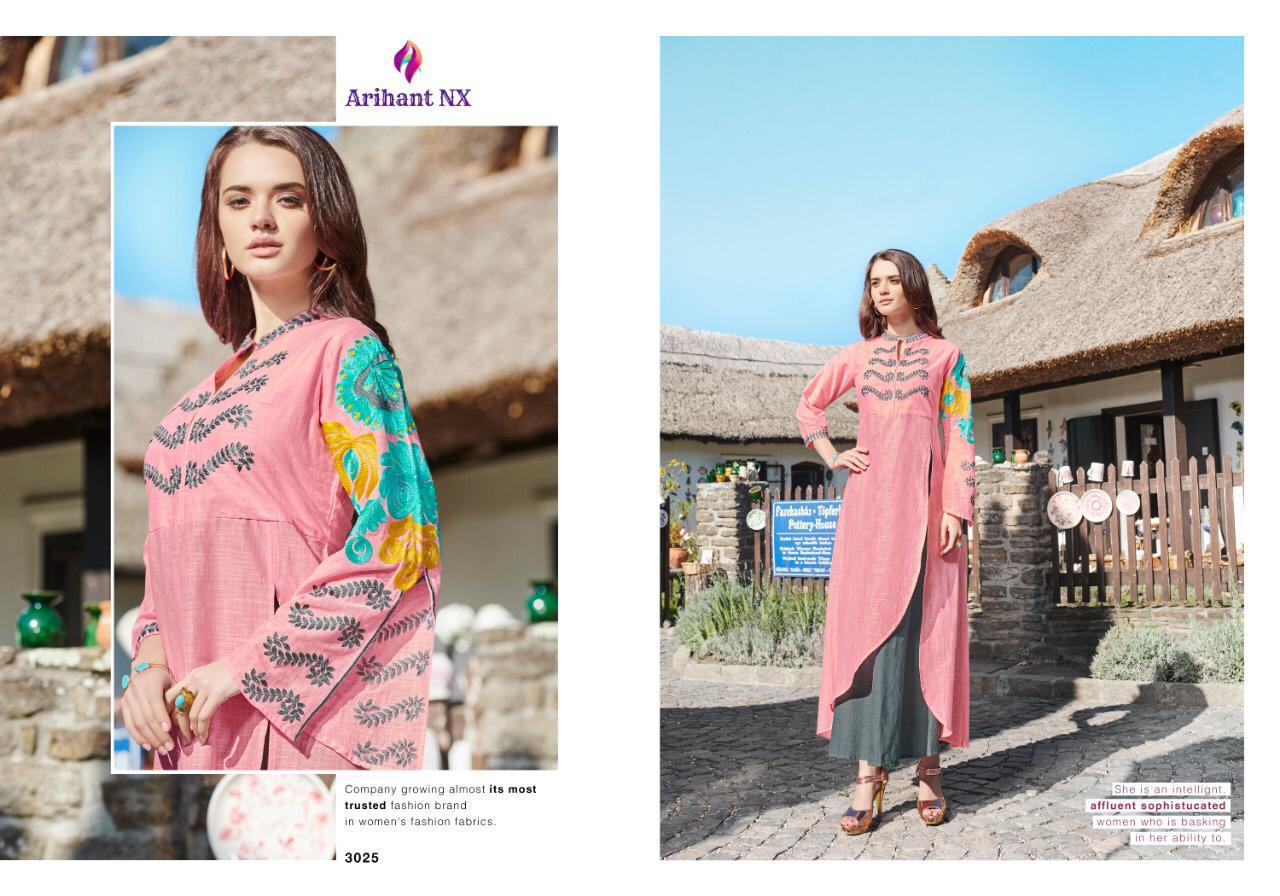 Arihant NX
Company growing almost its most
trusted fashion brand
in women's fashion fabrics.
3025
Fazekasház • Töpfer
Pottery-House
She is an intellignt.
affluent sophistucated
women who is basking
in her ability to.